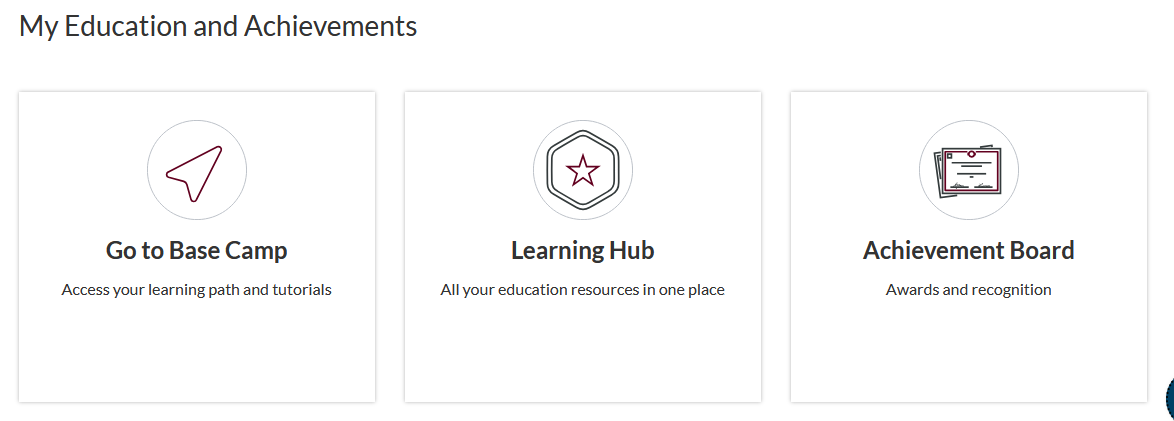 My Education and Achievements
Go to Base Camp
Access your learning path and tutorials
Learning Hub
All your education resources in one place
Achievement Board
Awards and recognition